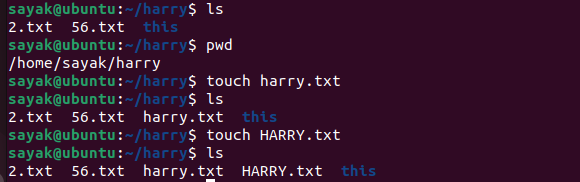 sayak@ubuntu:~/harry$ ls
2.txt  56.txt  this
sayak@ubuntu:~/harry$ pwd
/home/sayak/harry
sayak@ubuntu:~/harry$ touch harry.txt
sayak@ubuntu:~/harry$ ls
2.txt  56.txt  harry.txt  this
sayak@ubuntu:~/harry$ touch HARRY.txt
sayak@ubuntu:~/harry$ ls
2.txt  56.txt  harry.txt  HARRY.txt  this